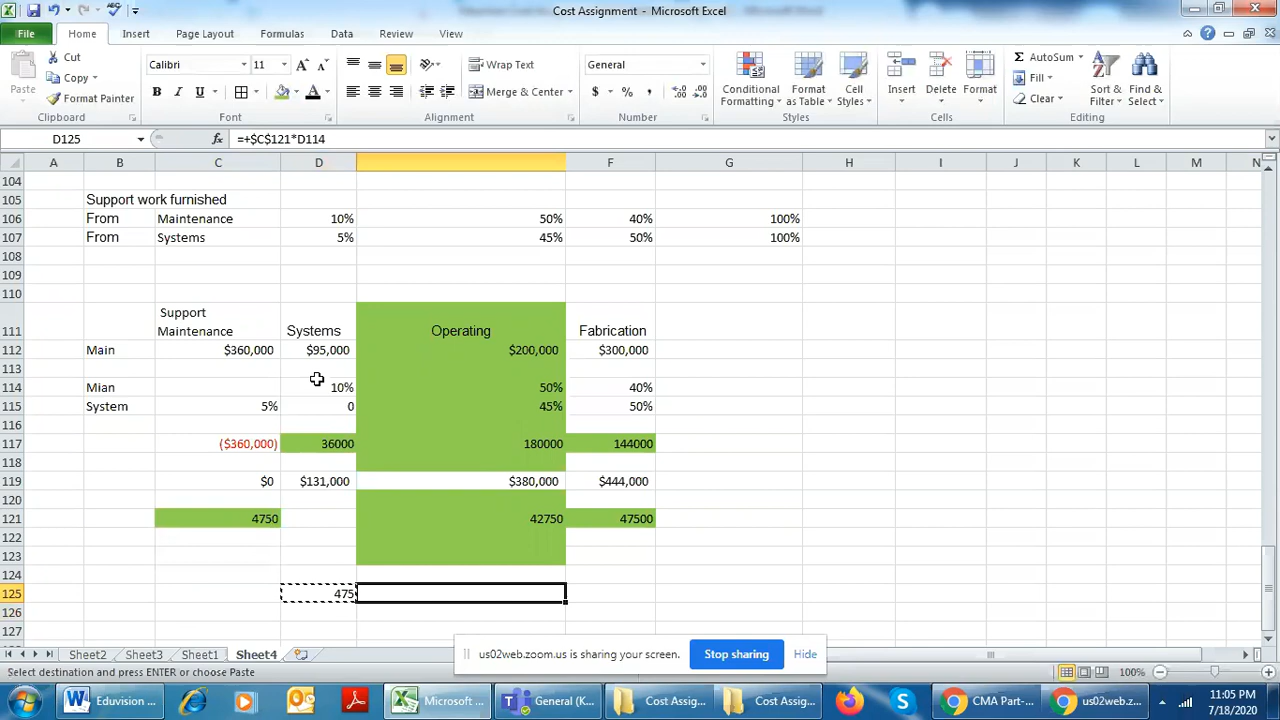 Cost Assignment - Microsoft Excel
File Home Insert Page Layout Formulas Data Review View
Cut
Copy
Format Painter
Paste
Clipboard
Calibri 11
B I U
Font
Wrap Text
Merge & Center
Alignment
General
$ % ,
Number
Conditional Formatting
Format as Table
Cell Styles
Styles
Insert Delete Format
Cells
AutoSum
Fill
Clear
Sort & Filter
Find & Select
Editing
D125 fx =+$C$121*D114
A B C D F G H I J K L M N
104
105 Support work furnished
106 From Maintenance 10% 50% 40% 100%
107 From Systems 5% 45% 50% 100%
108
109
110
111 Support Maintenance Systems Operating Fabrication
112 Main $360,000 $95,000 $200,000 $300,000
113
114 Mian 10% 50% 40%
115 System 5% 0 45% 50%
116
117 ($360,000) 36000 180000 144000
118
119 $0 $131,000 $380,000 $444,000
120
121 4750 42750 47500
122
123
124
125 475
126
127
us02web.zoom.us is sharing your screen. Stop sharing Hide
Sheet2 Sheet3 Sheet1 Sheet4
Select destination and press ENTER or choose Paste 100%
Eduvision ... Microsoft ... General (K... Cost Assign... Cost Assign... CMA Part-... us02web.z...
11:05 PM
7/18/2020